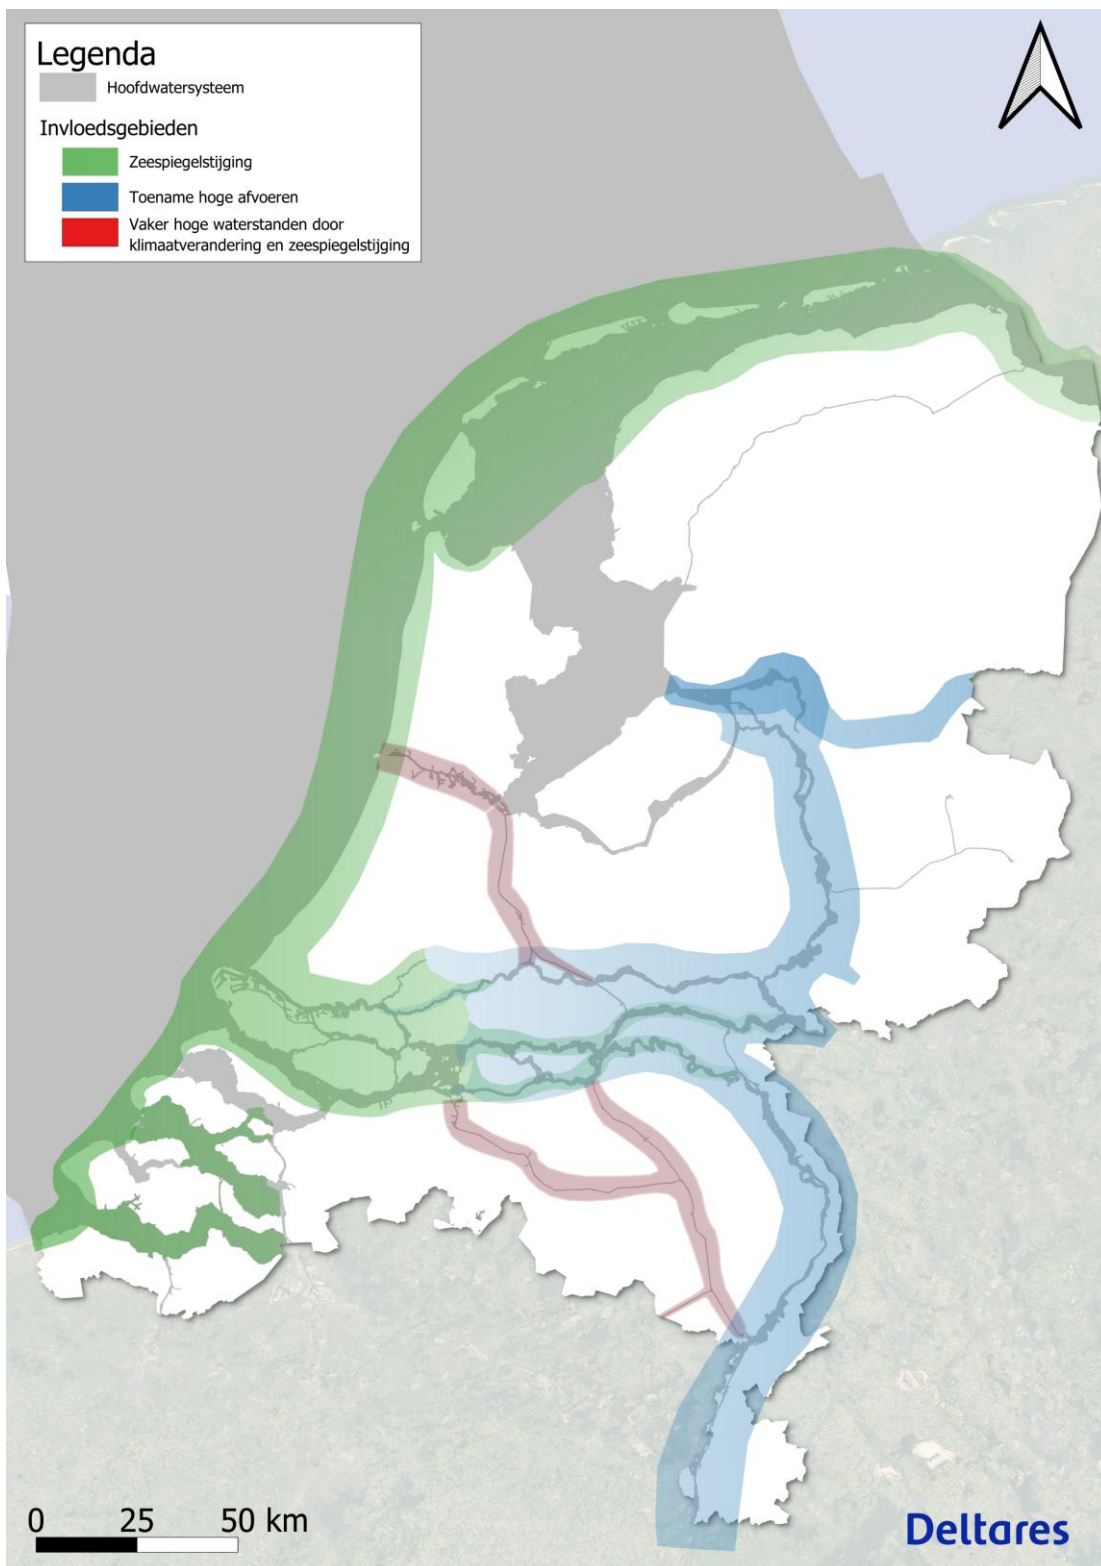 Legenda
Hoofdwatersysteem
Invloedsgebieden
Zeespiegelstijging
Toename hoge afvoeren
Vaker hoge waterstanden door
klimaatverandering en zeespiegelstijging
0 25 50 km
Deltares